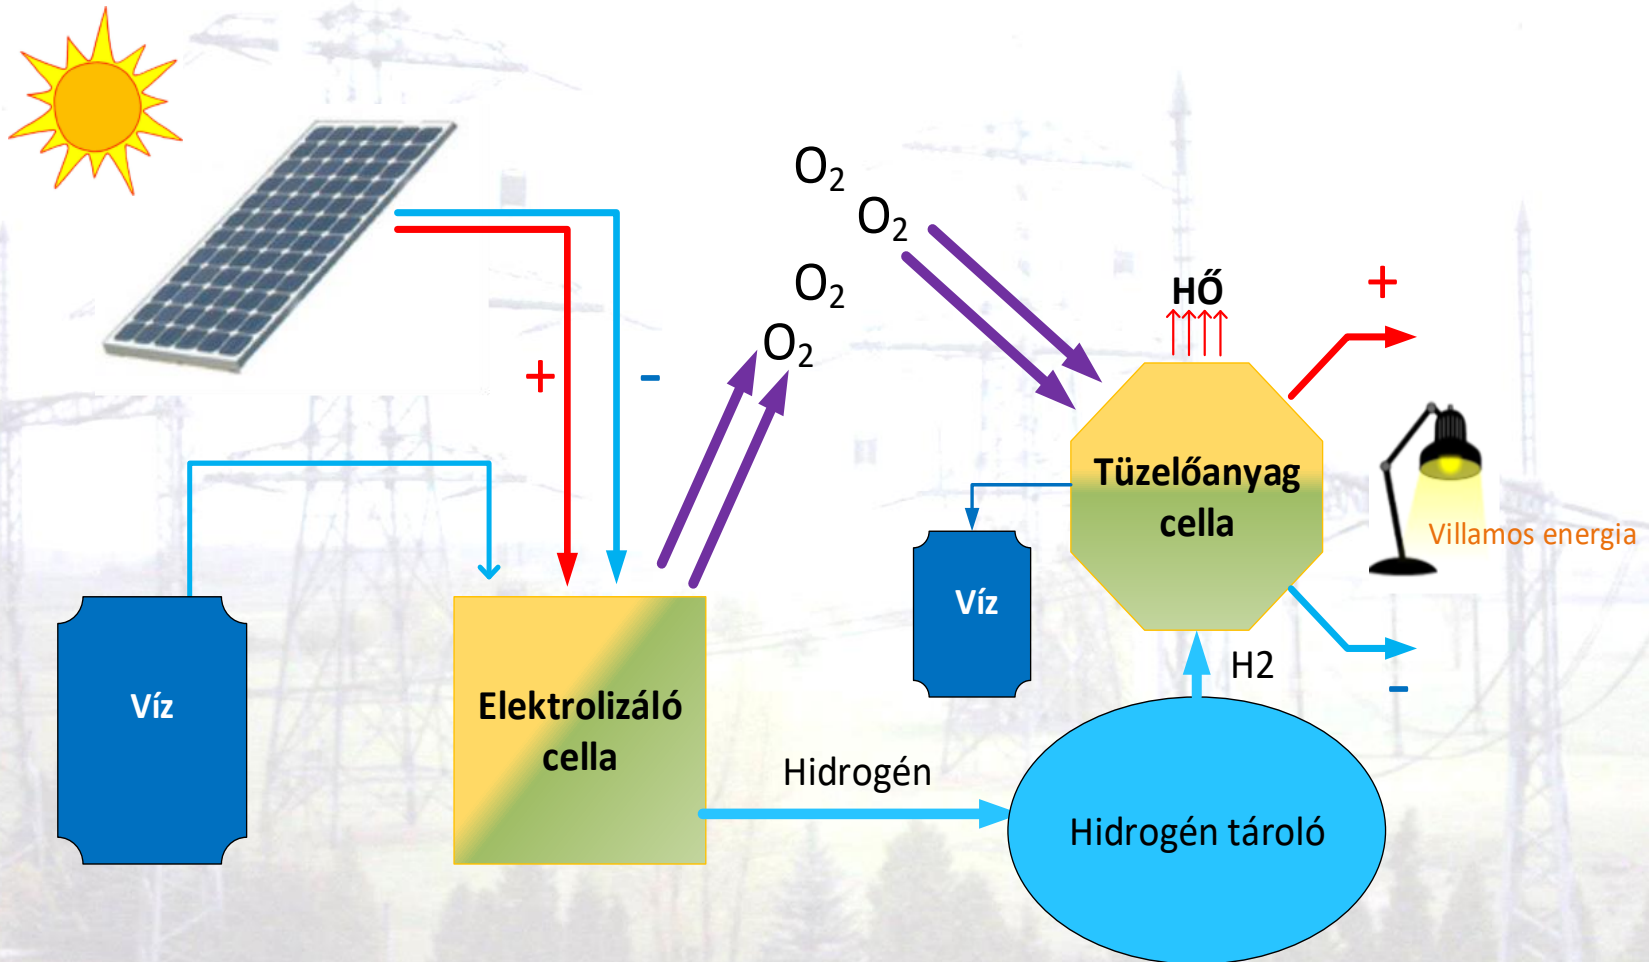 O₂
O₂
O₂
O₂
HŐ
+
+
-
Tüzelőanyag
cella
Villamos energia
Víz
H2
-
Víz
Elektrolizáló
cella
Hidrogén
Hidrogén tároló